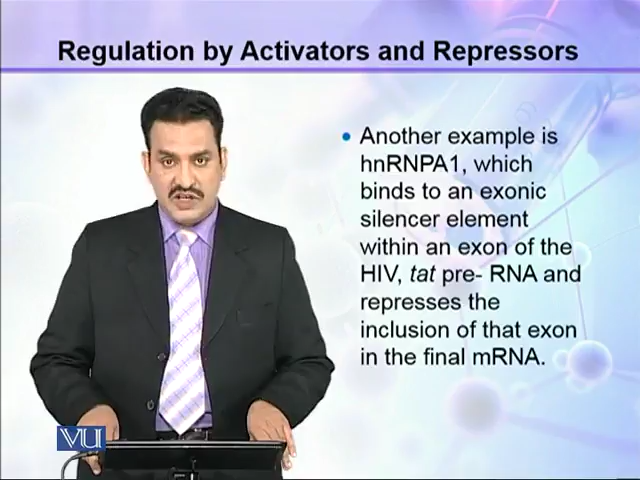 Regulation by Activators and Repressors
Another example is
hnRNPA1, which
binds to an exonic
silencer element
within an exon of the
HIV, tat pre- RNA and
represses the
inclusion of that exon
in the final mRNA.
VU